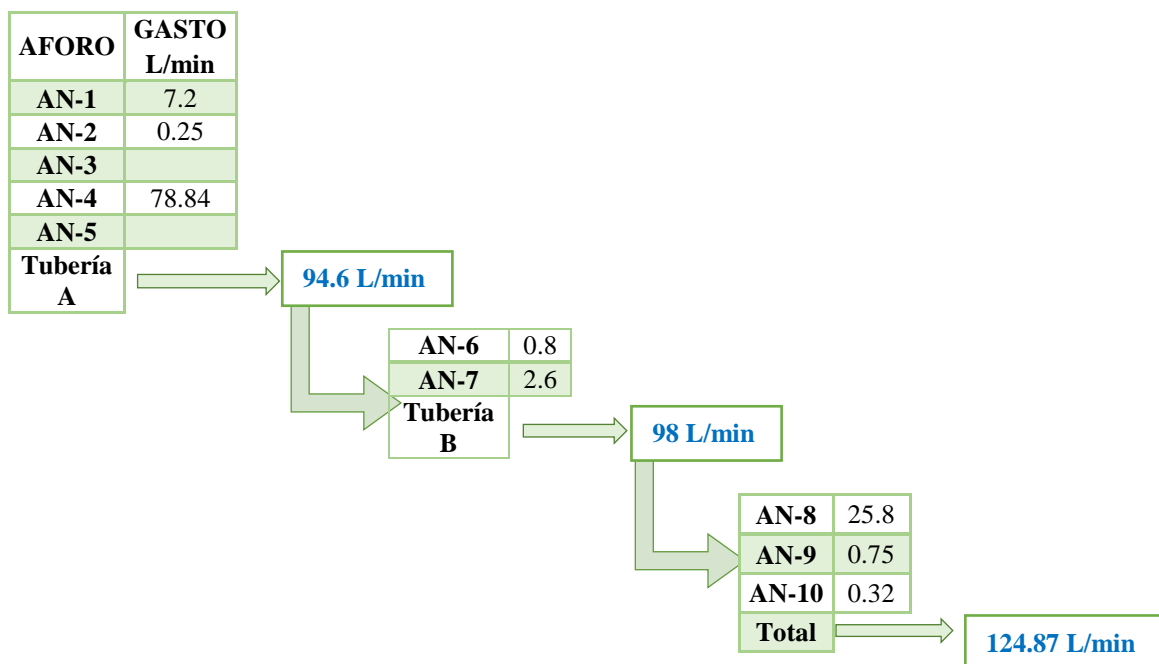 AFORO GASTO L/min
AN-1 7.2
AN-2 0.25
AN-3
AN-4 78.84
AN-5
Tubería A
94.6 L/min
AN-6 0.8
AN-7 2.6
Tubería B
98 L/min
AN-8 25.8
AN-9 0.75
AN-10 0.32
Total
124.87 L/min